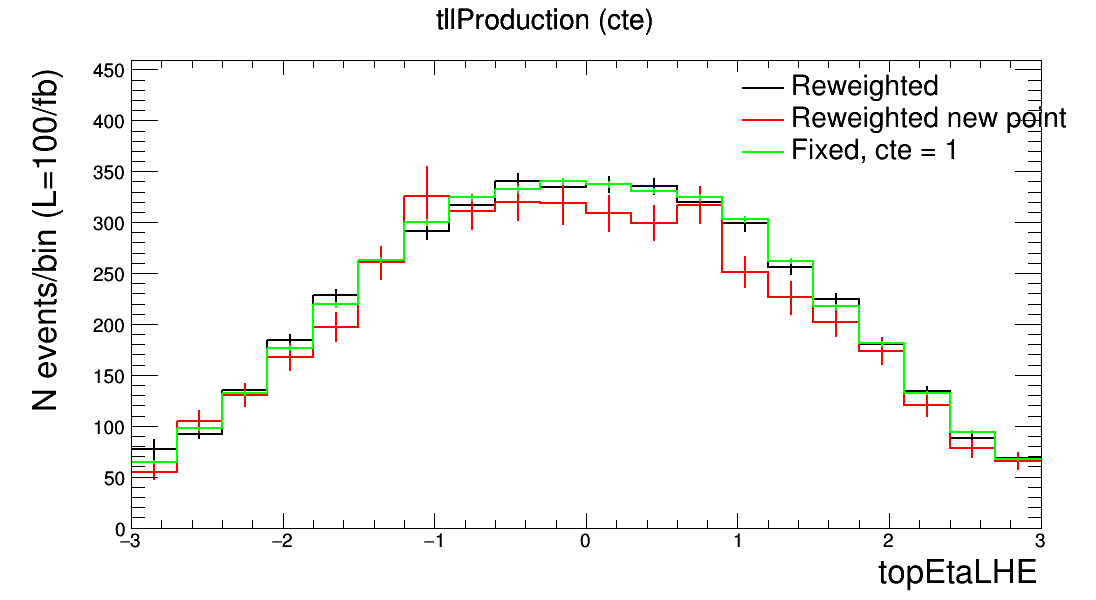 tllProduction (cte)
N events/bin (L=100/fb)
450
400
350
300
250
200
150
100
50
0
Reweighted
Reweighted new point
Fixed, cte = 1
−3
−2
−1
0
1
2
3
topEtaLHE